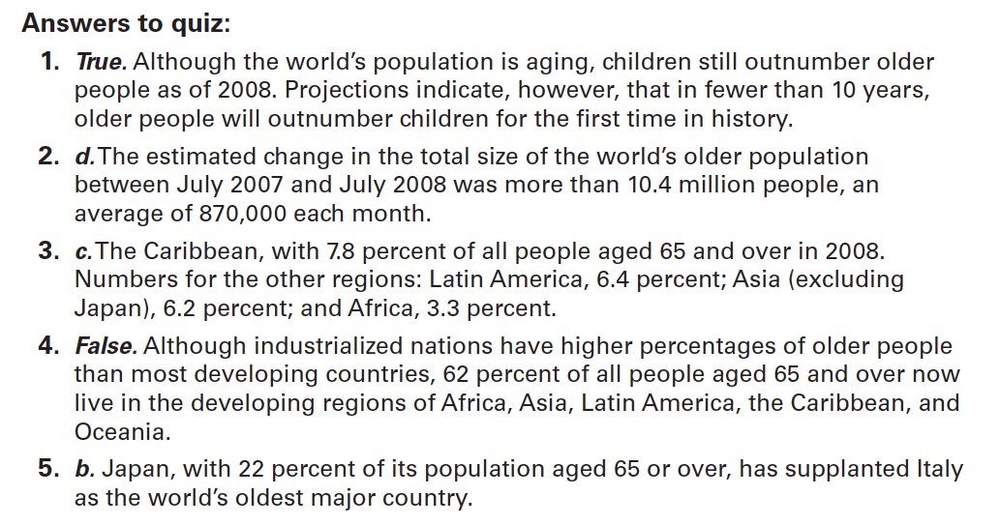 Answers to quiz:
1. True. Although the world’s population is aging, children still outnumber older
people as of 2008. Projections indicate, however, that in fewer than 10 years,
older people will outnumber children for the first time in history.
2. d. The estimated change in the total size of the world’s older population
between July 2007 and July 2008 was more than 10.4 million people, an
average of 870,000 each month.
3. c. The Caribbean, with 7.8 percent of all people aged 65 and over in 2008.
Numbers for the other regions: Latin America, 6.4 percent; Asia (excluding
Japan), 6.2 percent; and Africa, 3.3 percent.
4. False. Although industrialized nations have higher percentages of older people
than most developing countries, 62 percent of all people aged 65 and over now
live in the developing regions of Africa, Asia, Latin America, the Caribbean, and
Oceania.
5. b. Japan, with 22 percent of its population aged 65 or over, has supplanted Italy
as the world’s oldest major country.